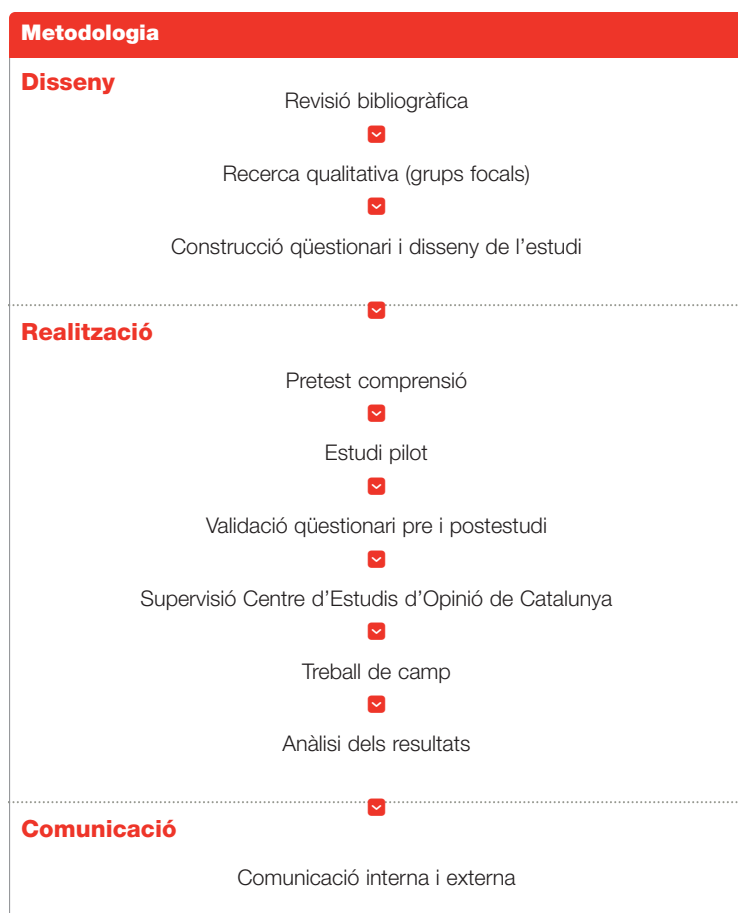 Metodologia
Disseny
Revisió bibliogràfica
Recerca qualitativa (grups focals)
Construcció qüestionari i disseny de l’estudi
Realització
Pretest comprensió
Estudi pilot
Validació qüestionari pre i postestudi
Supervisió Centre d’Estudis d’Opinió de Catalunya
Treball de camp
Anàlisi dels resultats
Comunicació
Comunicació interna i externa